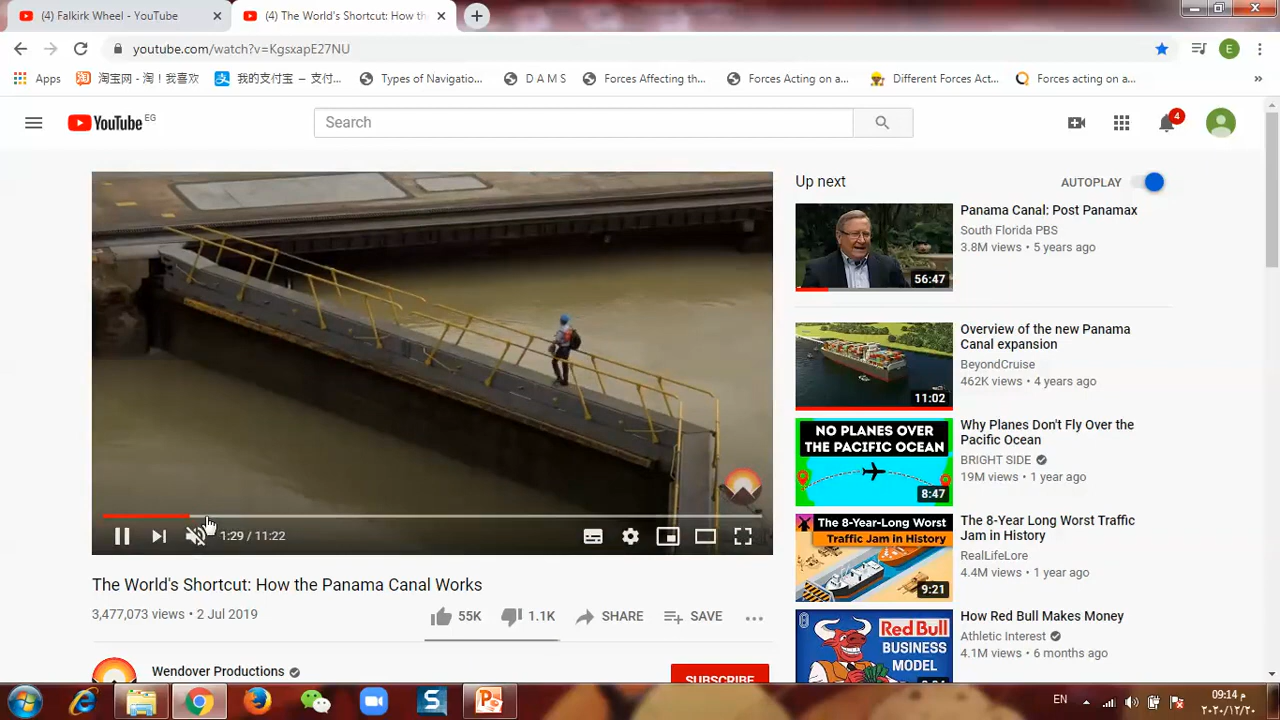 (4) Falkirk Wheel - YouTube
(4) The World's Shortcut: How th
youtube.com/watch?v=KgsxapE27NU
E
Apps
淘宝网 - 淘！我喜欢
我的支付宝 – 支付...
Types of Navigatio...
D A M S
Forces Affecting th...
Forces Acting on a...
Different Forces Act...
Forces acting on a...
YouTube EG
Search
4
Up next
AUTOPLAY
Panama Canal: Post Panamax
South Florida PBS
3.8M views • 5 years ago
56:47
Overview of the new Panama
Canal expansion
BeyondCruise
462K views • 4 years ago
11:02
NO PLANES OVER
THE PACIFIC OCEAN
8:47
Why Planes Don't Fly Over the
Pacific Ocean
BRIGHT SIDE
19M views • 1 year ago
The 8-Year-Long Worst
Traffic Jam in History
9:21
The 8-Year Long Worst Traffic
Jam in History
RealLifeLore
4.4M views • 1 year ago
Red Bull
BUSINESS
MODEL
How Red Bull Makes Money
Athletic Interest
4.1M views • 6 months ago
1:29 / 11:22
The World's Shortcut: How the Panama Canal Works
3,477,073 views • 2 Jul 2019
55K
1.1K
SHARE
SAVE
Wendover Productions
SUBSCRIBE
EN
09:14 م
٢٠٢٠/١٢/٢٠